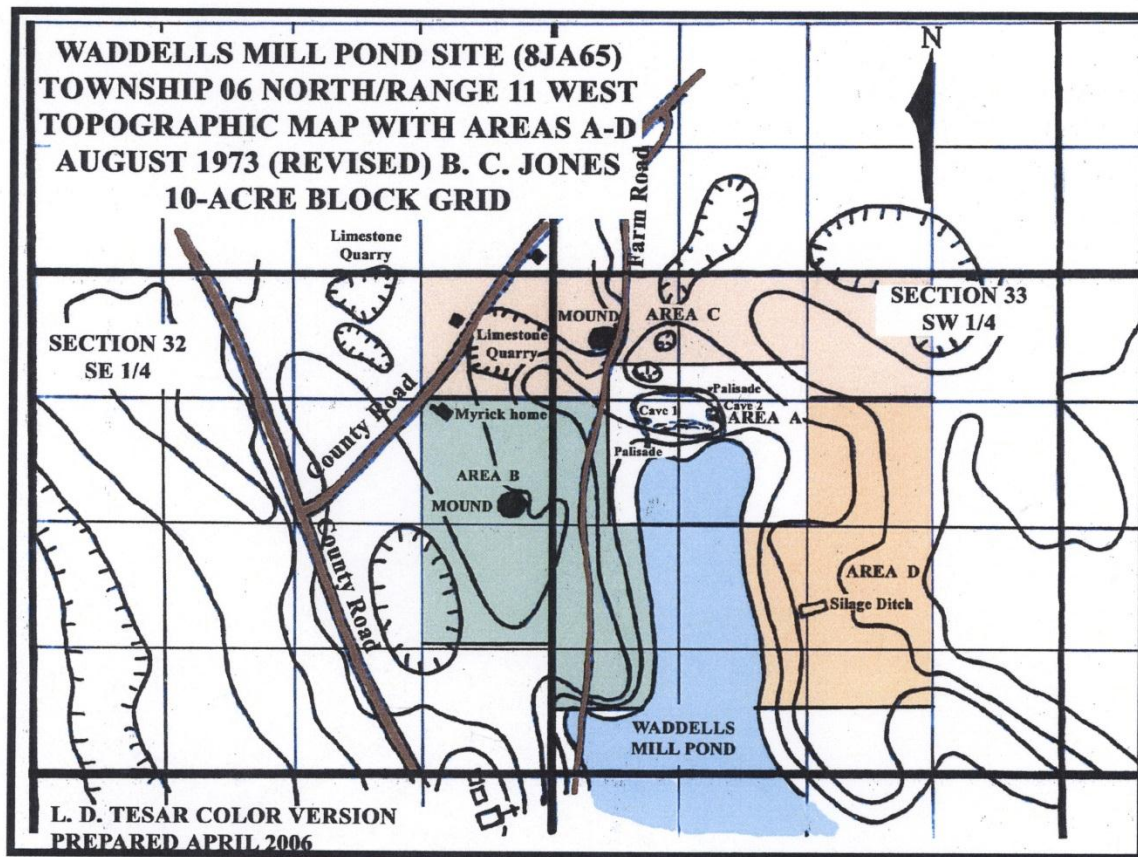 WADDELLS MILL POND SITE (8JA65)
TOWNSHIP 06 NORTH/RANGE 11 WEST
TOPOGRAPHIC MAP WITH AREAS A-D
AUGUST 1973 (REVISED) B. C. JONES
10-ACRE BLOCK GRID
N
Farm Road
Limestone
Quarry
SECTION 33
SW 1/4
SECTION 32
SE 1/4
MOUND
AREA C
Limestone
Quarry
County Road
Myrick home
Palisade
Cave 1
Cave 2
AREA A
Palisade
AREA B
MOUND
County Road
AREA D
Silage Ditch
WADDELLS
MILL POND
L. D. TESAR COLOR VERSION
PREPARED APRIL 2006